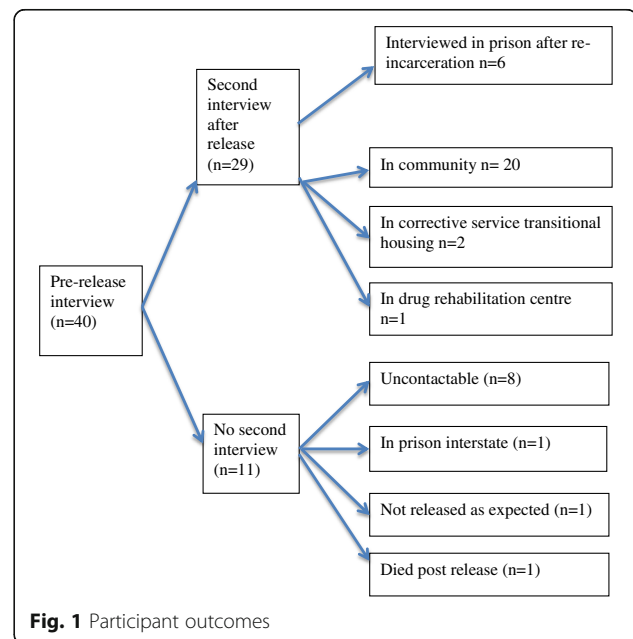 Interviewed in prison after re-
incarceration n=6
Second
interview
after
release
(n=29)
In community n= 20
In corrective service transitional
housing n=2
Pre-release
interview
(n=40)
In drug rehabilitation centre
n=1
Uncontactable (n=8)
No second
interview
(n=11)
In prison interstate (n=1)
Not released as expected (n=1)
Died post release (n=1)
Fig. 1 Participant outcomes